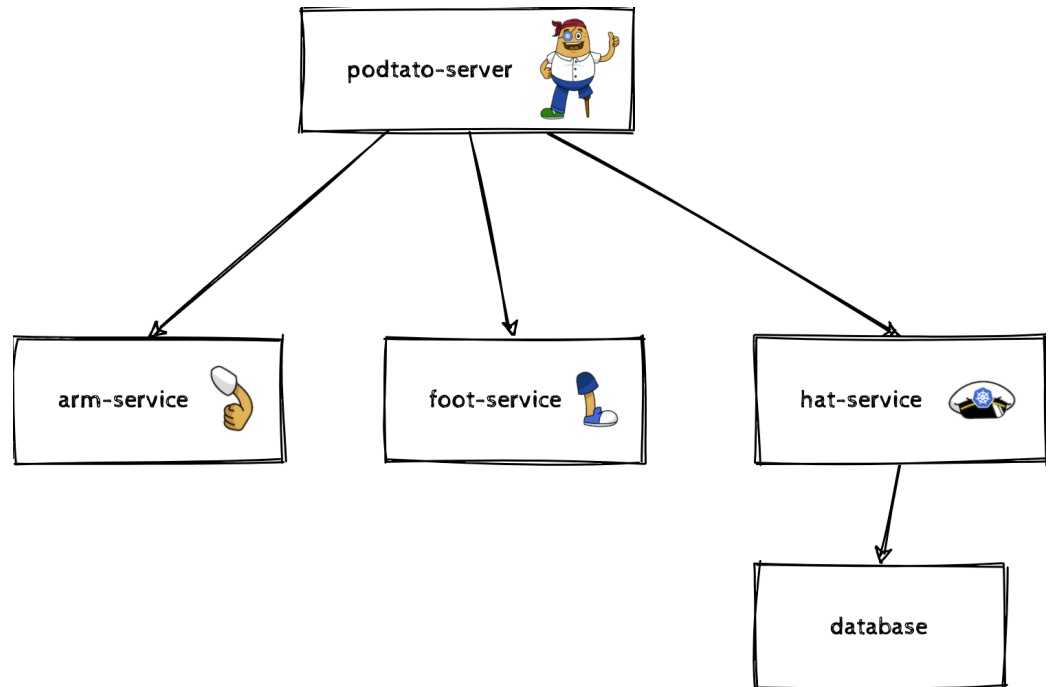 podtato-server
arm-service
foot-service
hat-service
database